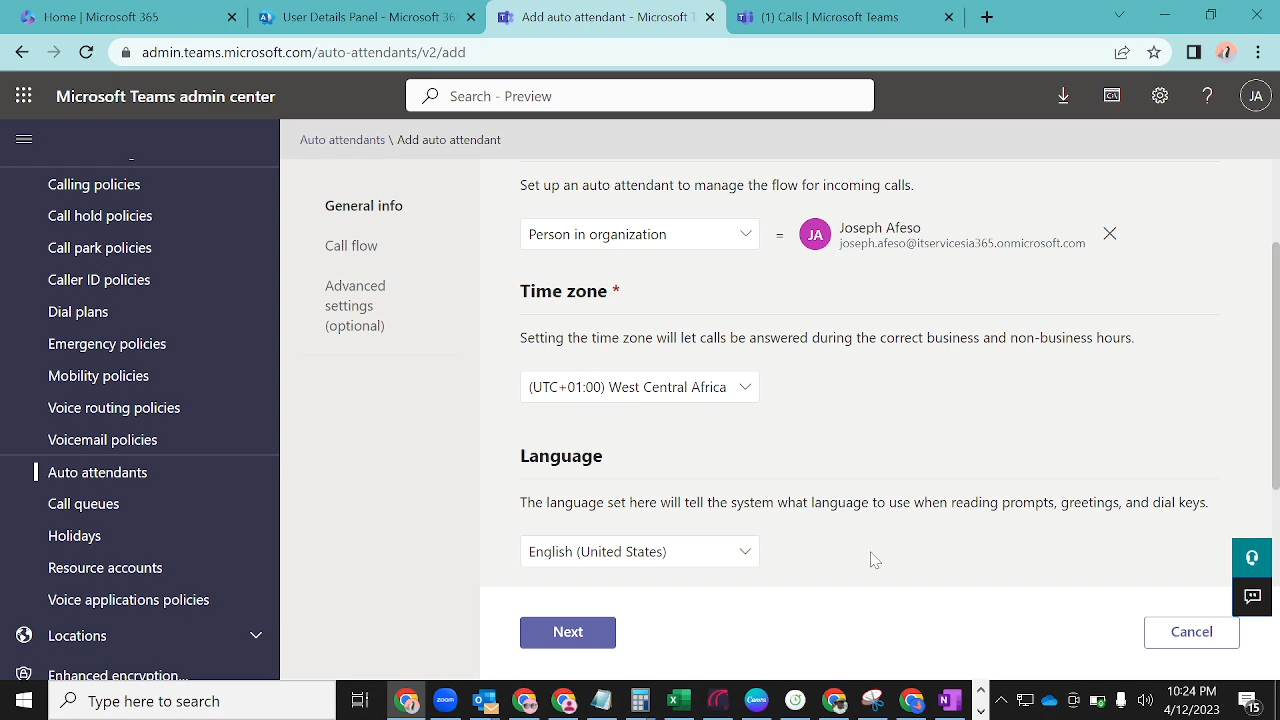 Home | Microsoft 365
User Details Panel - Microsoft 36
Add auto attendant - Microsoft T
(1) Calls | Microsoft Teams
admin.teams.microsoft.com/auto-attendants/v2/add
Microsoft Teams admin center
Search - Preview
JA
Auto attendants \ Add auto attendant
Calling policies
Call hold policies
Call park policies
Caller ID policies
Dial plans
Emergency policies
Mobility policies
Voice routing policies
Voicemail policies
Auto attendants
Call queues
Holidays
Resource accounts
Voice applications policies
Locations
Enhanced encryption...
General info
Call flow
Advanced
settings
(optional)
Set up an auto attendant to manage the flow for incoming calls.
Person in organization
=
JA
Joseph Afeso
joseph.afeso@itservicesia365.onmicrosoft.com
Time zone *
Setting the time zone will let calls be answered during the correct business and non-business hours.
(UTC+01:00) West Central Africa
Language
The language set here will tell the system what language to use when reading prompts, greetings, and dial keys.
English (United States)
Next
Cancel
Type here to search
zoom
Canva
10:24 PM
4/12/2023
15